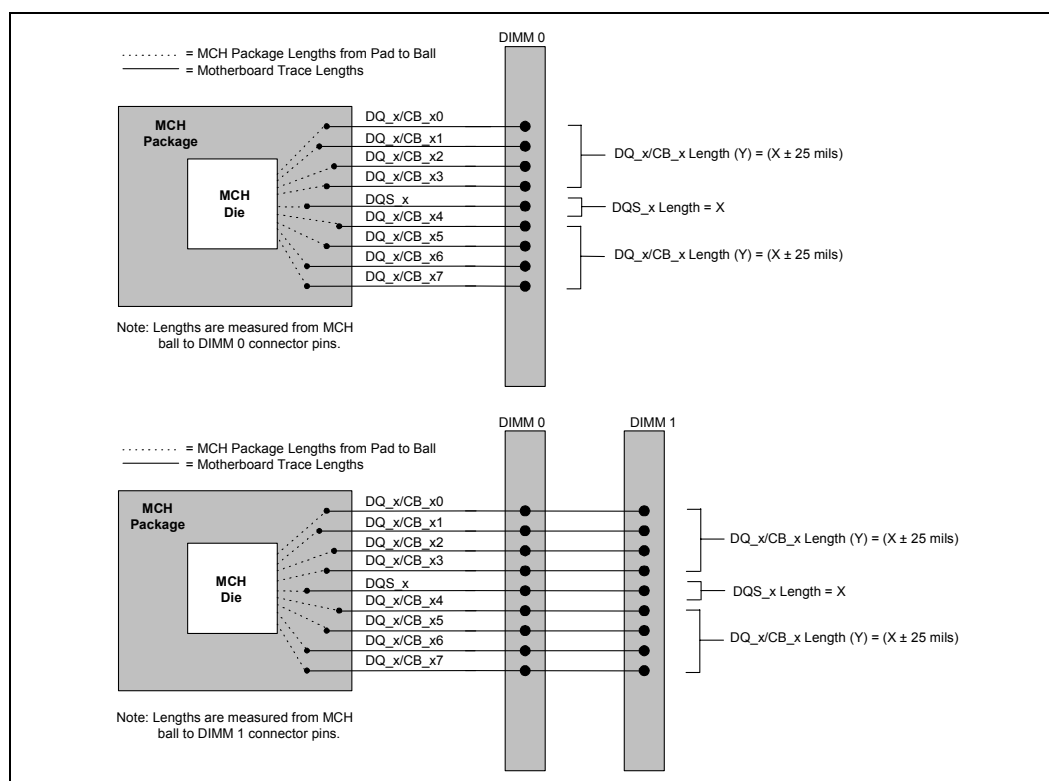 DIMM 0
............ = MCH Package Lengths from Pad to Ball
= Motherboard Trace Lengths
MCH
Package
MCH
Die
DQ_x/CB_x0
DQ_x/CB_x1
DQ_x/CB_x2
DQ_x/CB_x3
DQS_x
DQ_x/CB_x4
DQ_x/CB_x5
DQ_x/CB_x6
DQ_x/CB_x7
DQ_x/CB_x Length (Y) = (X ± 25 mils)
DQS_x Length = X
DQ_x/CB_x Length (Y) = (X ± 25 mils)
Note: Lengths are measured from MCH
ball to DIMM 0 connector pins.
DIMM 0
DIMM 1
............ = MCH Package Lengths from Pad to Ball
= Motherboard Trace Lengths
MCH
Package
MCH
Die
DQ_x/CB_x0
DQ_x/CB_x1
DQ_x/CB_x2
DQ_x/CB_x3
DQS_x
DQ_x/CB_x4
DQ_x/CB_x5
DQ_x/CB_x6
DQ_x/CB_x7
DQ_x/CB_x Length (Y) = (X ± 25 mils)
DQS_x Length = X
DQ_x/CB_x Length (Y) = (X ± 25 mils)
Note: Lengths are measured from MCH
ball to DIMM 1 connector pins.